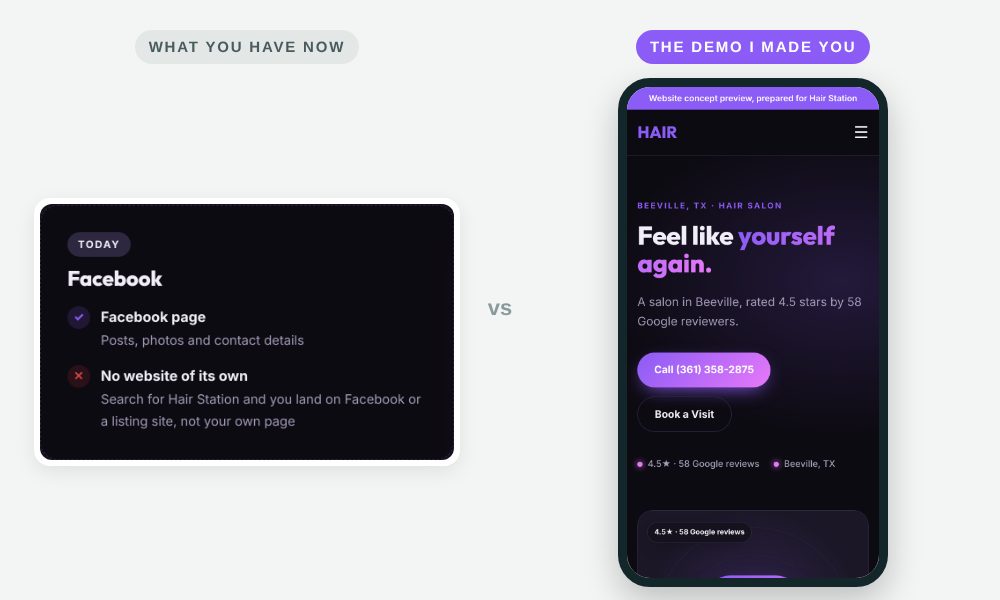 WHAT YOU HAVE NOW
TODAY
Facebook
Facebook page
Posts, photos and contact details
No website of its own
Search for Hair Station and you land on Facebook or
a listing site, not your own page
vs
THE DEMO I MADE YOU
Website concept preview, prepared for Hair Station
HAIR
BEEVILLE, TX · HAIR SALON
Feel like yourself
again.
A salon in Beeville, rated 4.5 stars by 58
Google reviewers.
Call (361) 358-2875
Book a Visit
4.5★ · 58 Google reviews Beeville, TX
4.5★ · 58 Google reviews